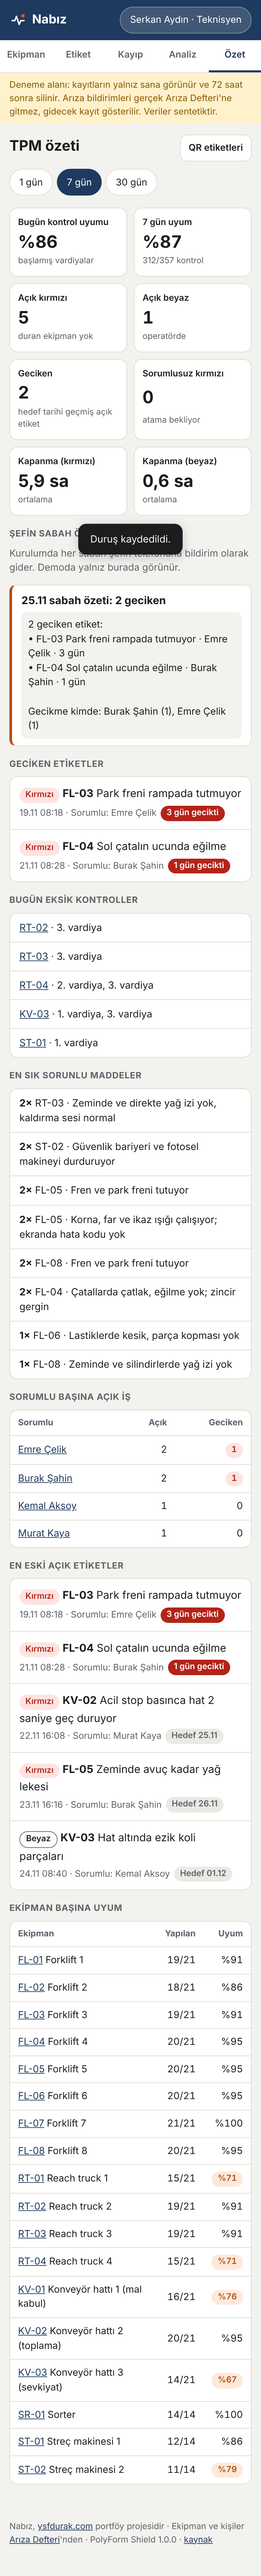 Nabız
Serkan Aydın · Teknisyen
Ekipman
Etiket
Kayıp
Analiz
Özet
Deneme alanı: kayıtların yalnız sana görünür ve 72 saat
sonra silinir. Arıza bildirimleri gerçek Arıza Defteri'ne
gitmez, gidecek kayıt gösterilir. Veriler sentetiktir.
TPM özeti
QR etiketleri
1 gün
7 gün
30 gün
Bugün kontrol uyumu
%86
başlamış vardiyalar
7 gün uyum
%87
312/357 kontrol
Açık kırmızı
5
duran ekipman yok
Açık beyaz
1
operatörde
Geciken
2
hedef tarihi geçmiş açık
etiket
Sorumlusuz kırmızı
0
atama bekliyor
Kapanma (kırmızı)
5,9 sa
ortalama
Kapanma (beyaz)
0,6 sa
ortalama
ŞEFİN SABAH
Duruş kaydedildi.
Kurulumda her bildirim olarak
gider. Demoda yalnız burada görünür.
25.11 sabah özeti: 2 geciken
2 geciken etiket:
• FL-03 Park freni rampada tutmuyor · Emre
Çelik · 3 gün
• FL-04 Sol çatalın ucunda eğilme · Burak
Şahin · 1 gün
Gecikme kimde: Burak Şahin (1), Emre Çelik
(1)
GECİKEN ETİKETLER
Kırmızı FL-03 Park freni rampada tutmuyor
19.11 08:18 · Sorumlu: Emre Çelik 3 gün gecikti
Kırmızı FL-04 Sol çatalın ucunda eğilme
21.11 08:28 · Sorumlu: Burak Şahin 1 gün gecikti
BUGÜN EKSİK KONTROLLER
RT-02 · 3. vardiya
RT-03 · 3. vardiya
RT-04 · 2. vardiya, 3. vardiya
KV-03 · 1. vardiya, 3. vardiya
ST-01 · 1. vardiya
EN SIK SORUNLU MADDELER
2× RT-03 · Zeminde ve direkte yağ izi yok,
kaldırma sesi normal
2× ST-02 · Güvenlik bariyeri ve fotosel
makineyi durduruyor
2× FL-05 · Fren ve park freni tutuyor
2× FL-05 · Korna, far ve ikaz ışığı çalışıyor;
ekranda hata kodu yok
2× FL-08 · Fren ve park freni tutuyor
2× FL-04 · Çatallarda çatlak, eğilme yok; zincir
gergin
1× FL-06 · Lastiklerde kesik, parça kopması yok
1× FL-08 · Zeminde ve silindirlerde yağ izi yok
SORUMLU BAŞINA AÇIK İŞ
Sorumlu Açık Geciken
Emre Çelik 2 1
Burak Şahin 2 1
Kemal Aksoy 1 0
Murat Kaya 1 0
EN ESKİ AÇIK ETİKETLER
Kırmızı FL-03 Park freni rampada tutmuyor
19.11 08:18 · Sorumlu: Emre Çelik 3 gün gecikti
Kırmızı FL-04 Sol çatalın ucunda eğilme
21.11 08:28 · Sorumlu: Burak Şahin 1 gün gecikti
Kırmızı KV-02 Acil stop basınca hat 2
saniye geç duruyor
22.11 16:08 · Sorumlu: Murat Kaya Hedef 25.11
Kırmızı FL-05 Zeminde avuç kadar yağ
lekesi
23.11 16:16 · Sorumlu: Burak Şahin Hedef 26.11
Beyaz KV-03 Hat altında ezik koli
parçaları
24.11 08:40 · Sorumlu: Kemal Aksoy Hedef 01.12
EKİPMAN BAŞINA UYUM
Ekipman Yapılan Uyum
FL-01 Forklift 1 19/21 %91
FL-02 Forklift 2 18/21 %86
FL-03 Forklift 3 19/21 %91
FL-04 Forklift 4 20/21 %95
FL-05 Forklift 5 20/21 %95
FL-06 Forklift 6 20/21 %95
FL-07 Forklift 7 21/21 %100
FL-08 Forklift 8 20/21 %95
RT-01 Reach truck 1 15/21 %71
RT-02 Reach truck 2 19/21 %91
RT-03 Reach truck 3 19/21 %91
RT-04 Reach truck 4 15/21 %71
KV-01 Konveyör hattı 1 (mal
kabul) 16/21 %76
KV-02 Konveyör hattı 2
(toplama) 20/21 %95
KV-03 Konveyör hattı 3
(sevkiyat) 14/21 %67
SR-01 Sorter 14/14 %100
ST-01 Streç makinesi 1 12/14 %86
ST-02 Streç makinesi 2 11/14 %79
Nabız, ysfdurak.com portföy projesidir · Ekipman ve kişiler
Arıza Defteri'nden · PolyForm Shield 1.0.0 · kaynak